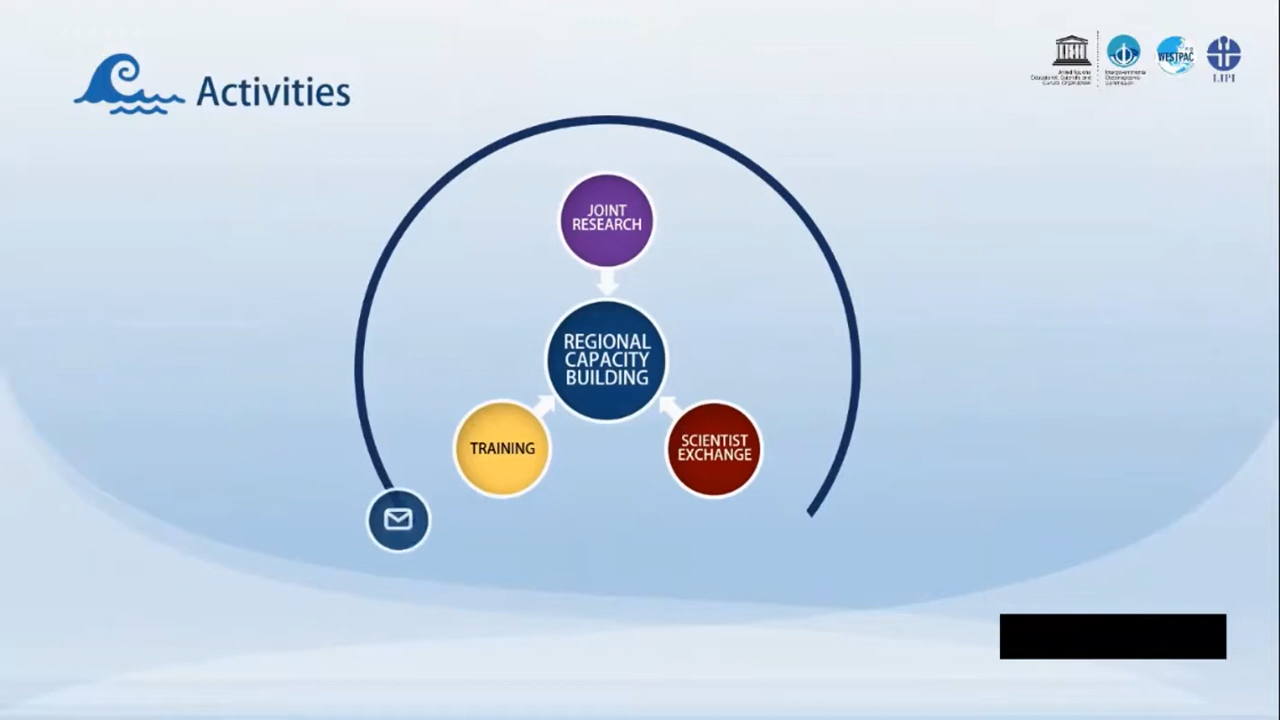 Activities
WESTPAC
LIPI
JOINT
RESEARCH
REGIONAL
CAPACITY
BUILDING
TRAINING
SCIENTIST
EXCHANGE